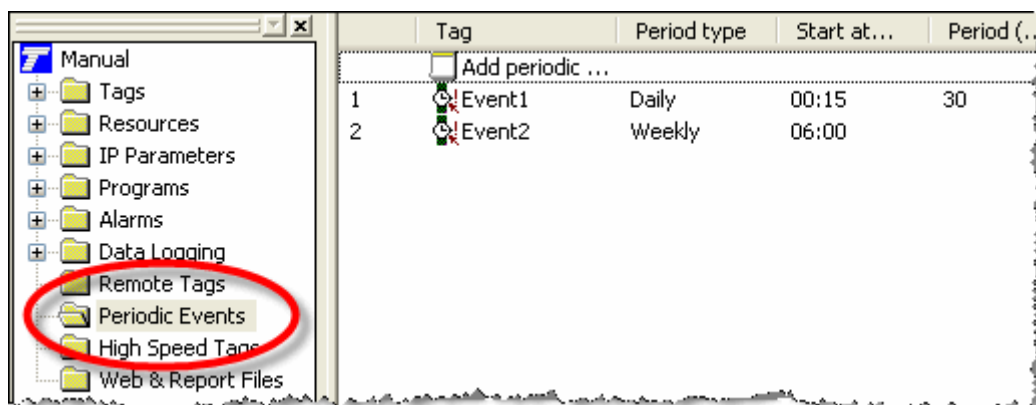 Manual
Tags
Resources
IP Parameters
Programs
Alarms
Data Logging
Remote Tags
Periodic Events
High Speed Tags
Web & Report Files
Tag Period type Start at... Period (..
Add periodic ...
1 Event1 Daily 00:15 30
2 Event2 Weekly 06:00